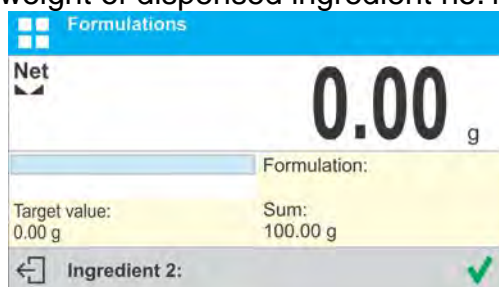 weight of dispensed ingredient no.
Formulations
Net
0.00 g
Formulation:
Target value:
0.00 g
Sum:
100.00 g
Ingredient 2: